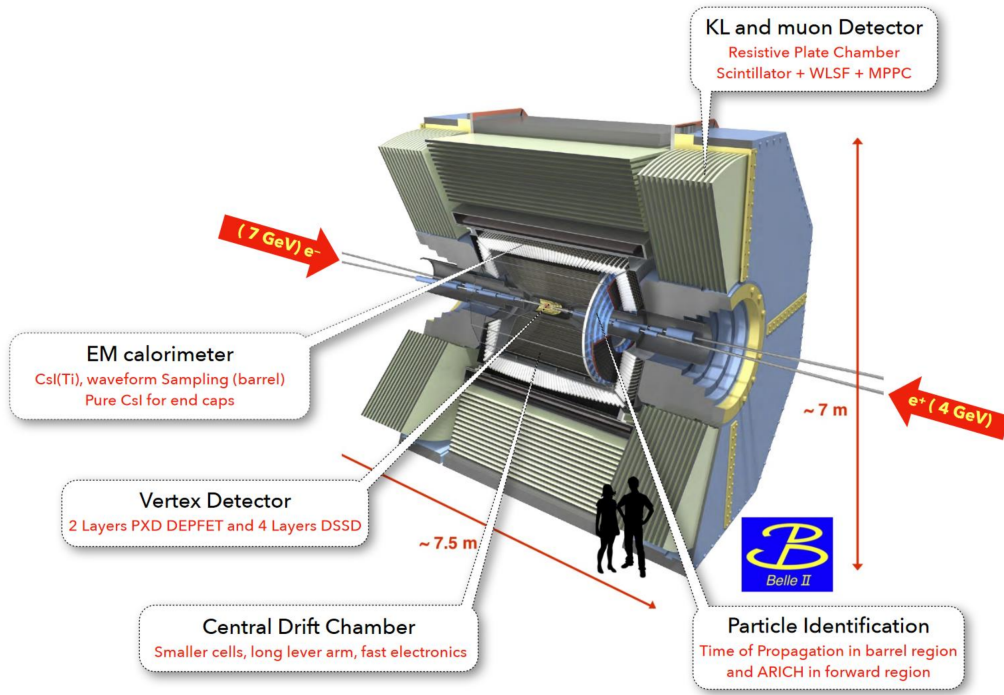 KL and muon Detector
Resistive Plate Chamber
Scintillator + WLSF + MPPC
( 7 GeV) e⁻
EM calorimeter
CsI(Ti), waveform Sampling (barrel)
Pure CsI for end caps
e⁺ ( 4 GeV)
~ 7 m
Vertex Detector
2 Layers PXD DEPFET and 4 Layers DSSD
~ 7.5 m
B
Belle II
Central Drift Chamber
Smaller cells, long lever arm, fast electronics
Particle Identification
Time of Propagation in barrel region
and ARICH in forward region